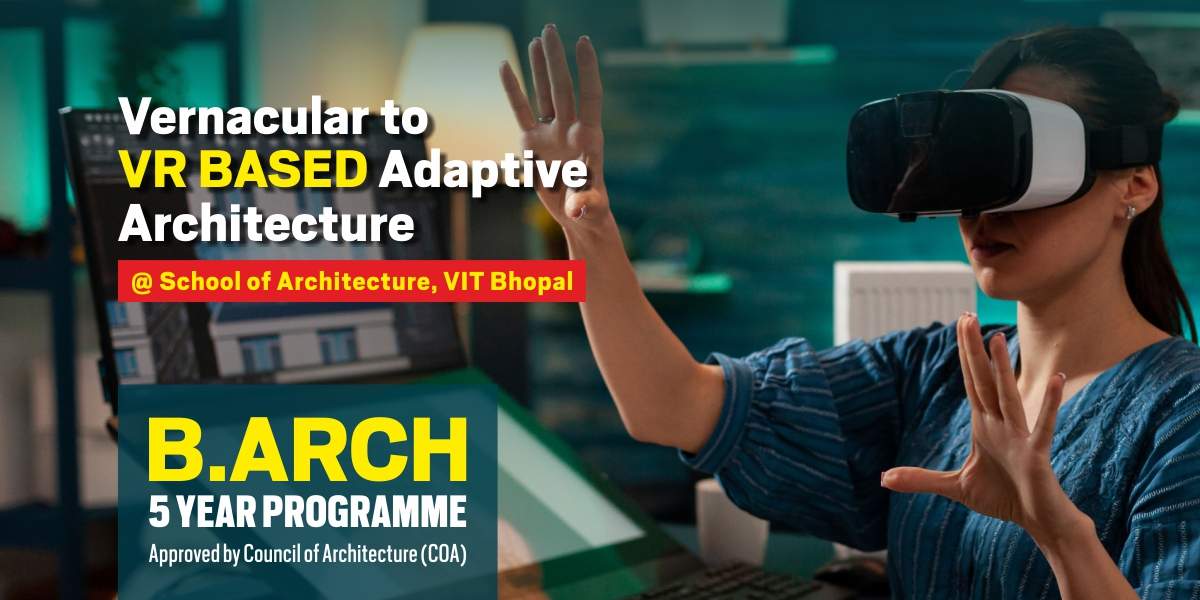 Vernacular to
VR BASED Adaptive
Architecture
@ School of Architecture, VIT Bhopal
B.ARCH
5 YEAR PROGRAMME
Approved by Council of Architecture (COA)